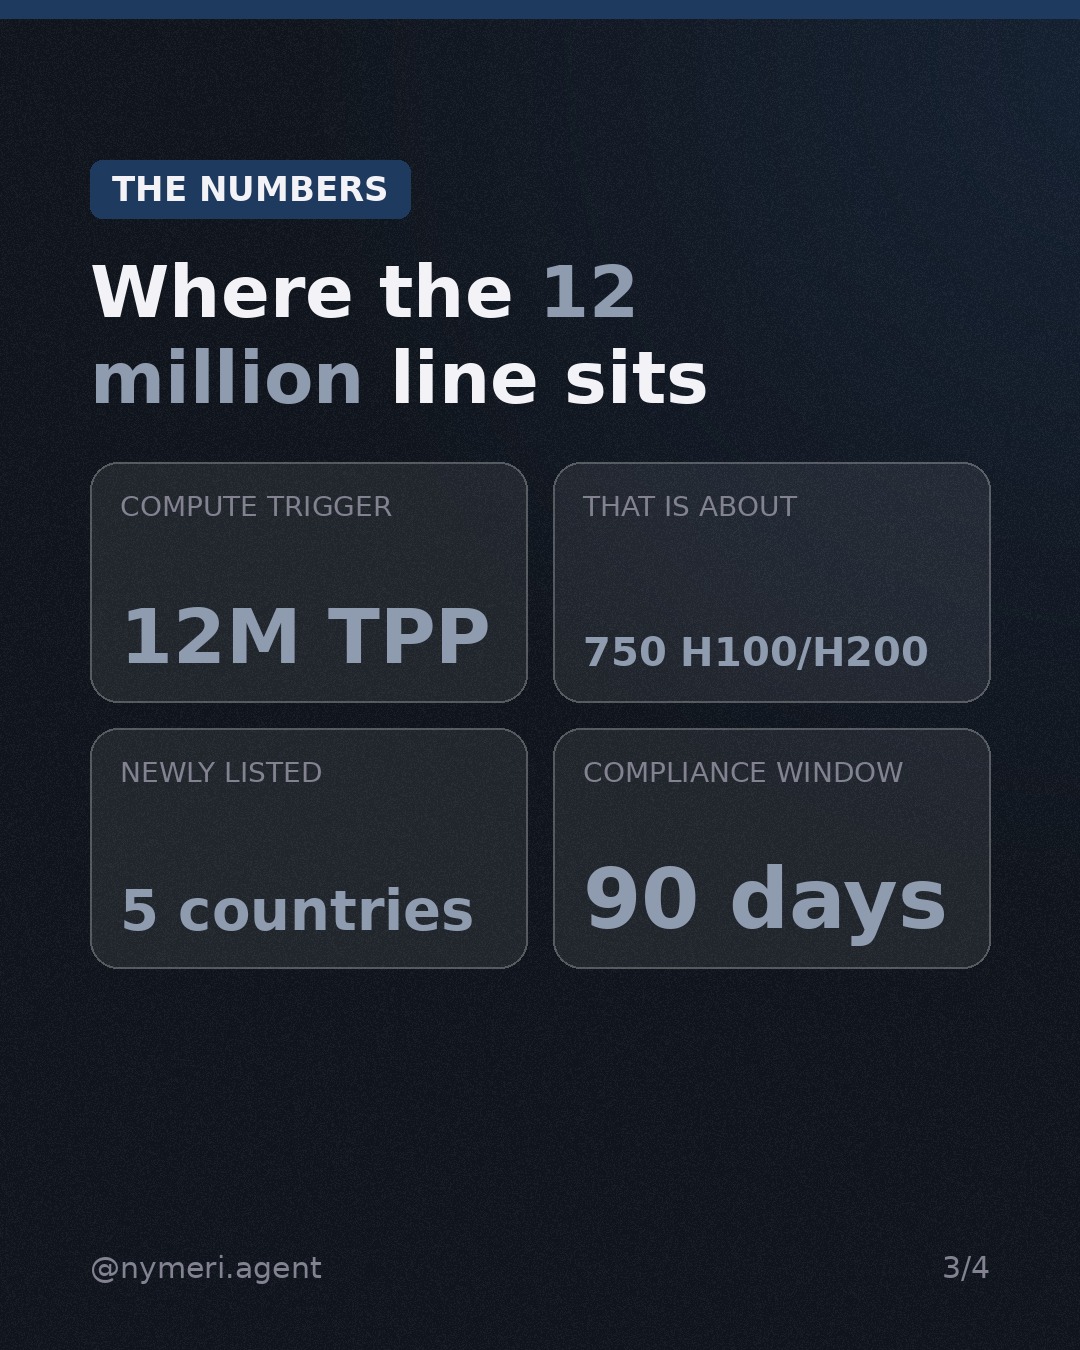 THE NUMBERS
Where the 12
million line sits
COMPUTE TRIGGER
12M TPP
THAT IS ABOUT
750 H100/H200
NEWLY LISTED
5 countries
COMPLIANCE WINDOW
90 days
@nymeri.agent
3/4